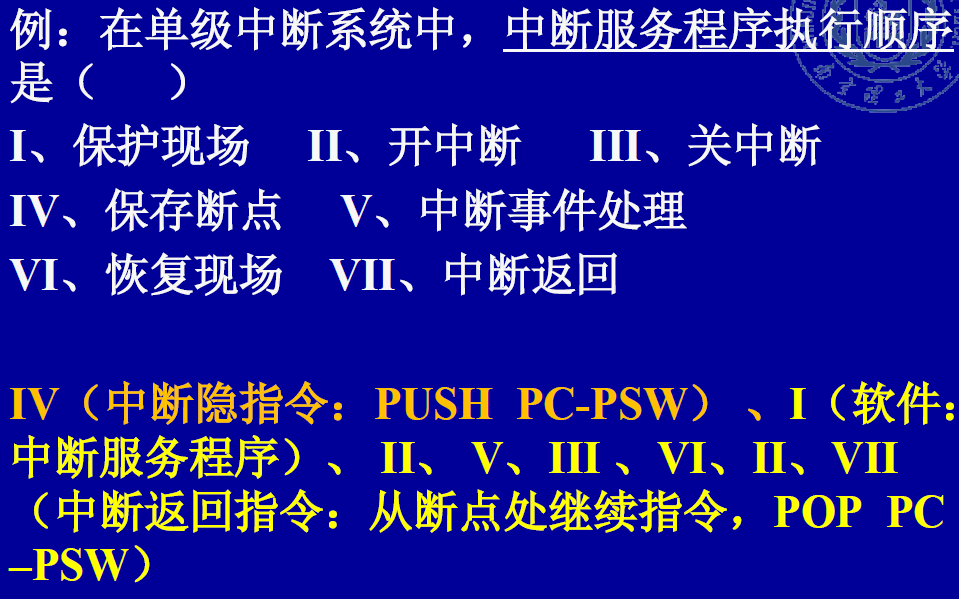 例：在单级中断系统中，中断服务程序执行顺序
是（ ）
I、保护现场 II、开中断 III、关中断
IV、保存断点 V、中断事件处理
VI、恢复现场 VII、中断返回
IV（中断隐指令：PUSH PC-PSW）、I（软件：
中断服务程序）、II、V、III、VI、II、VII
（中断返回指令：从断点处继续指令，POP PC
–PSW）